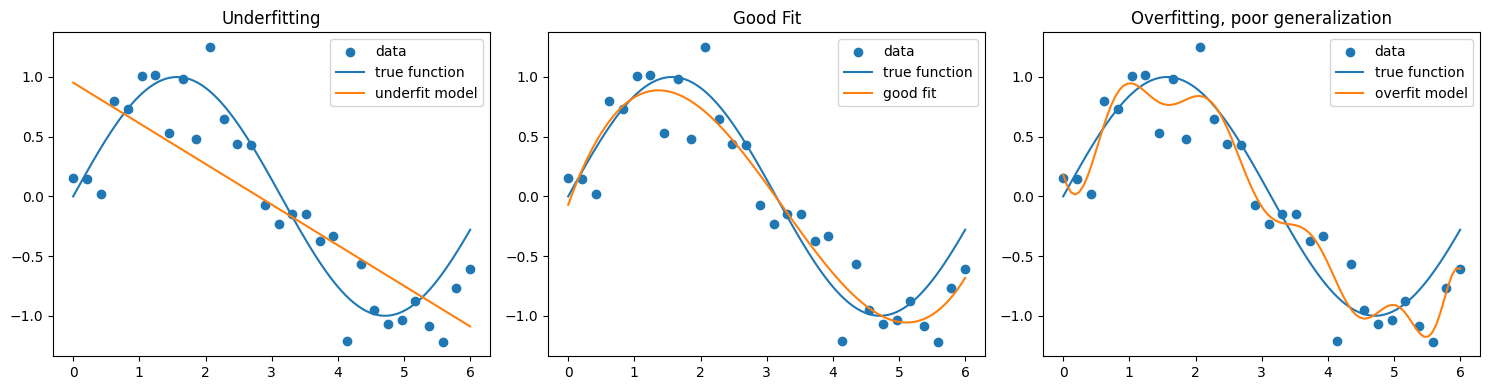 Underfitting
data
true function
underfit model
1.0
0.5
0.0
−0.5
−1.0
0 1 2 3 4 5 6
Good Fit
data
true function
good fit
1.0
0.5
0.0
−0.5
−1.0
0 1 2 3 4 5 6
Overfitting, poor generalization
data
true function
overfit model
1.0
0.5
0.0
−0.5
−1.0
0 1 2 3 4 5 6